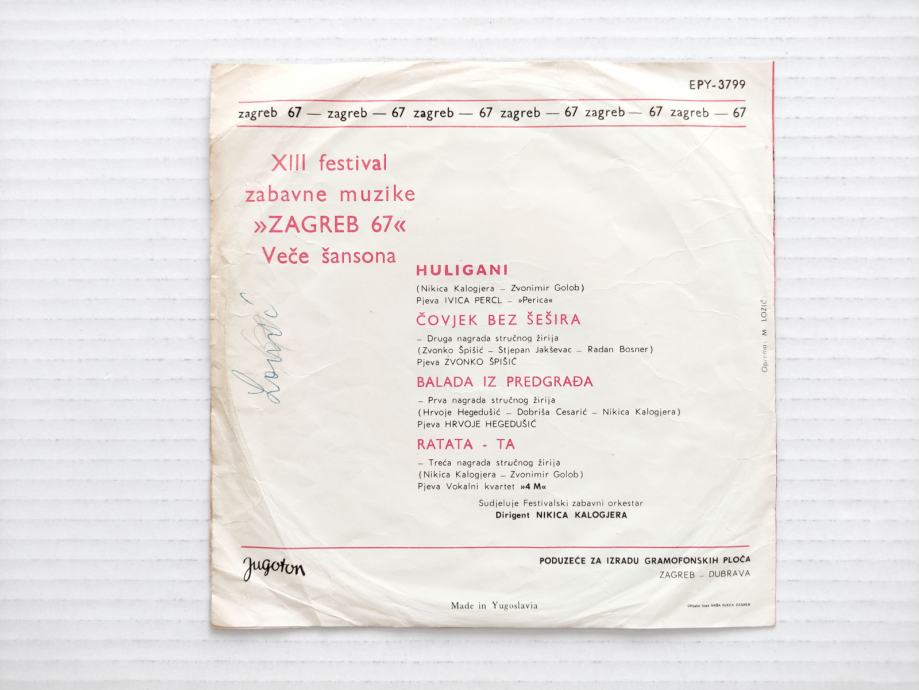 EPY-3799
zagreb 67 — zagreb — 67 zagreb — 67 zagreb — 67 zagreb — 67 zagreb — 67
XIII festival
zabavne muzike
»ZAGREB 67«
Veče šansona
HULIGANI
(Nikica Kalogjera – Zvonimir Golob)
Pjeva IVICA PERCL – »Perica«
ČOVJEK BEZ ŠEŠIRA
– Druga nagrada stručnog žirija
(Zvonko Špišić – Stjepan Jakševac – Radan Bosner)
Pjeva ZVONKO ŠPIŠIĆ
BALADA IZ PREDGRAĐA
– Prva nagrada stručnog žirija
(Hrvoje Hegedušić – Dobriša Cesarić – Nikica Kalogjera)
Pjeva HRVOJE HEGEDUŠIĆ
RATATA - TA
– Treća nagrada stručnog žirija
(Nikica Kalogjera – Zvonimir Golob)
Pjeva Vokalni kvartet »4 M«
Sudjeluje Festivalski zabavni orkestar
Dirigent NIKICA KALOGJERA
Oprema: M LOZIĆ
Jugoton
PODUZEĆE ZA IZRADU GRAMOFONSKIH PLOČA
ZAGREB – DUBRAVA
Made in Yugoslavia